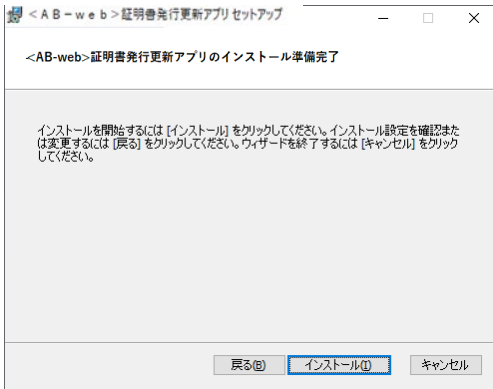 ＜ＡＢ－ｗｅｂ＞証明書発行更新アプリ セットアップ
<AB-web>証明書発行更新アプリのインストール準備完了
インストールを開始するには [インストール] をクリックしてください。インストール設定を確認また
は変更するには [戻る] をクリックしてください。ウィザードを終了するには [キャンセル] をクリック
してください。
戻る(B) インストール(I) キャンセル